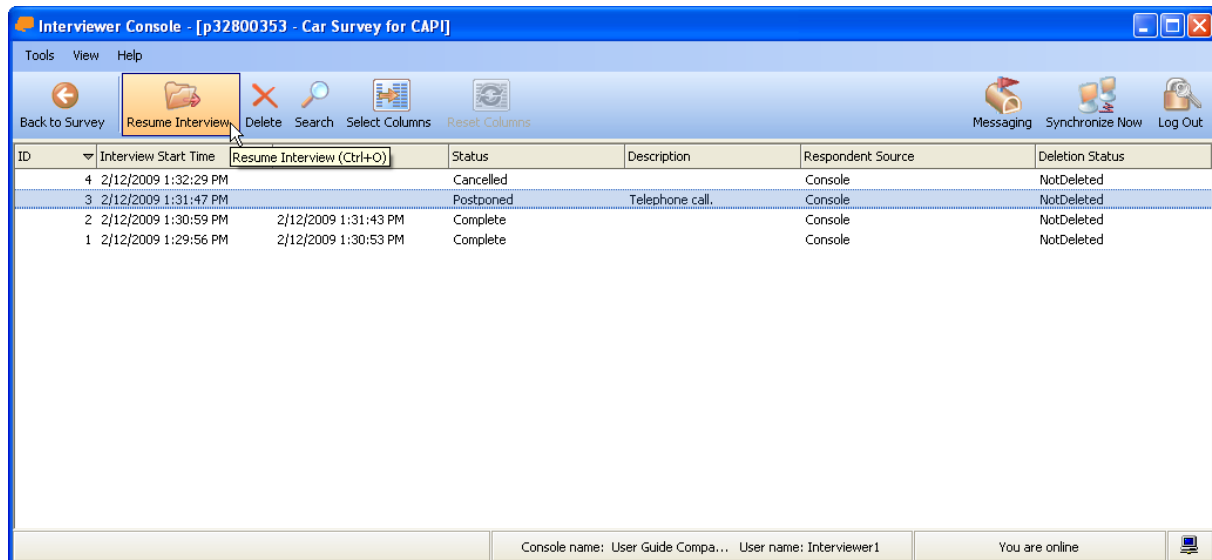 Interviewer Console - [p32800353 - Car Survey for CAPI]
Tools View Help
Back to Survey Resume Interview Delete Search Select Columns Reset Columns Messaging Synchronize Now Log Out
ID Interview Start Time Resume Interview (Ctrl+O) Status Description Respondent Source Deletion Status
4 2/12/2009 1:32:29 PM Cancelled Console NotDeleted
3 2/12/2009 1:31:47 PM Postponed Telephone call. Console NotDeleted
2 2/12/2009 1:30:59 PM 2/12/2009 1:31:43 PM Complete Console NotDeleted
1 2/12/2009 1:29:56 PM 2/12/2009 1:30:53 PM Complete Console NotDeleted
Console name: User Guide Compa... User name: Interviewer1 You are online